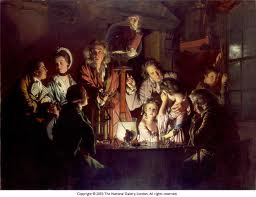 Copyright © 2003 The National Gallery, London. All rights reserved.